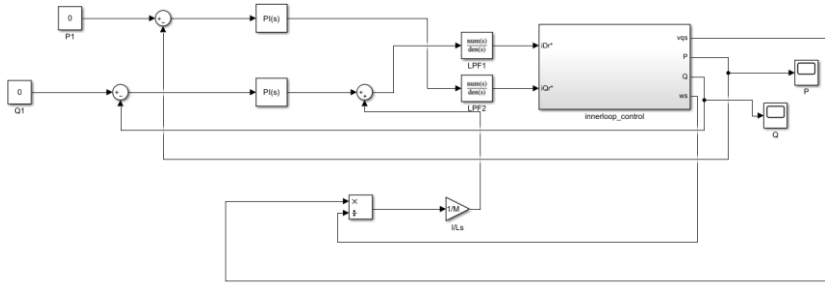 0
P1
+
−
PI(s)
num(s)
den(s)
LPF1
iDr*
iQr*
vqs
P
Q
ws
innerloop_control
P
0
Q1
+
−
PI(s)
+
+
num(s)
den(s)
LPF2
Q
×
÷
1/M
I/Ls